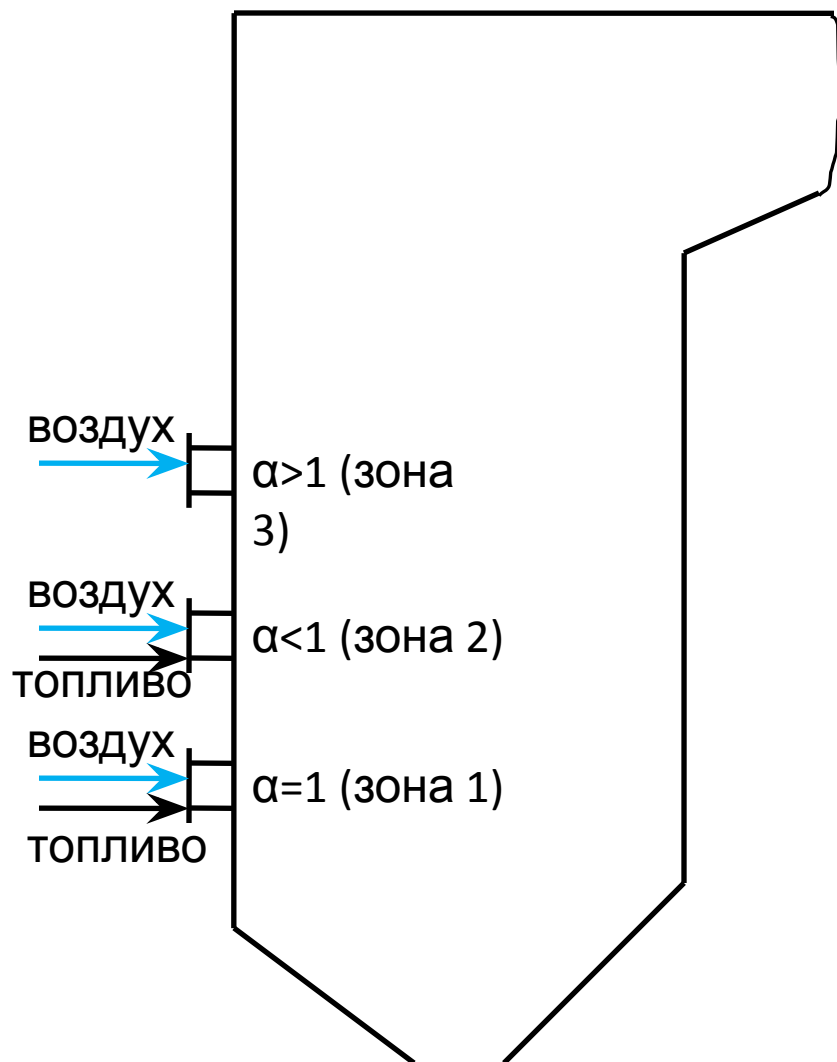 воздух
α>1 (зона
3)
воздух
α<1 (зона 2)
топливо
воздух
α=1 (зона 1)
топливо